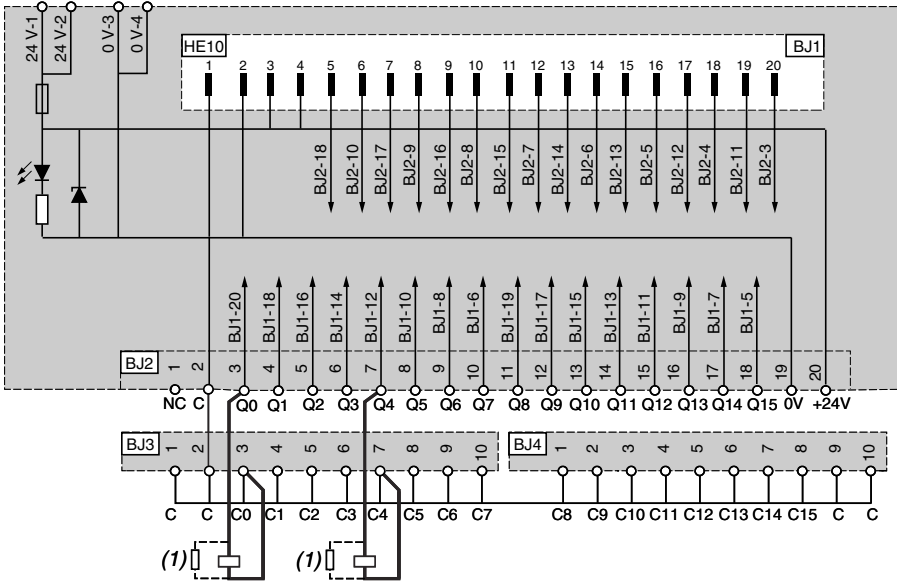 24 V-1
24 V-2
0 V-3
0 V-4
HE10
BJ1
1 2 3 4 5 6 7 8 9 10 11 12 13 14 15 16 17 18 19 20
BJ2-18
BJ2-10
BJ2-17
BJ2-9
BJ2-16
BJ2-8
BJ2-15
BJ2-7
BJ2-14
BJ2-6
BJ2-13
BJ2-5
BJ2-12
BJ2-4
BJ2-11
BJ2-3
BJ1-20
BJ1-18
BJ1-16
BJ1-14
BJ1-12
BJ1-10
BJ1-8
BJ1-6
BJ1-19
BJ1-17
BJ1-15
BJ1-13
BJ1-11
BJ1-9
BJ1-7
BJ1-5
BJ2
1 2 3 4 5 6 7 8 9 10 11 12 13 14 15 16 17 18 19 20
NC C Q0 Q1 Q2 Q3 Q4 Q5 Q6 Q7 Q8 Q9 Q10 Q11 Q12 Q13 Q14 Q15 0V +24V
BJ3
1 2 3 4 5 6 7 8 9 10
BJ4
1 2 3 4 5 6 7 8 9 10
C C C0 C1 C2 C3 C4 C5 C6 C7
C8 C9 C10 C11 C12 C13 C14 C15 C C
(1) (1)